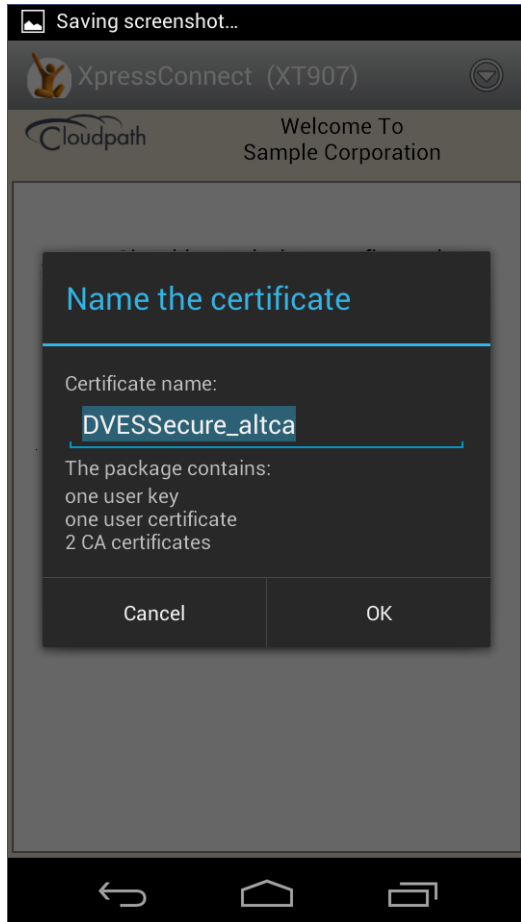 Saving screenshot...
XpressConnect (XT907)
Cloudpath
Welcome To
Sample Corporation
Name the certificate
Certificate name:
DVESSecure_altca
The package contains:
one user key
one user certificate
2 CA certificates
Cancel
OK